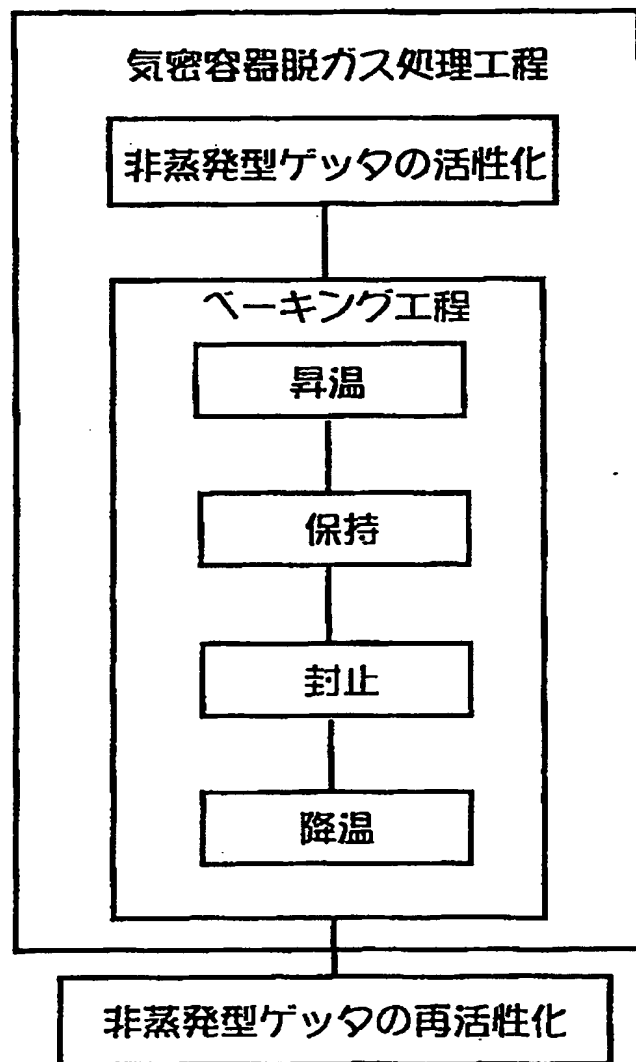 気密容器脱ガス処理工程
非蒸発型ゲッタの活性化
ベーキング工程
昇温
保持
封止
降温
非蒸発型ゲッタの再活性化